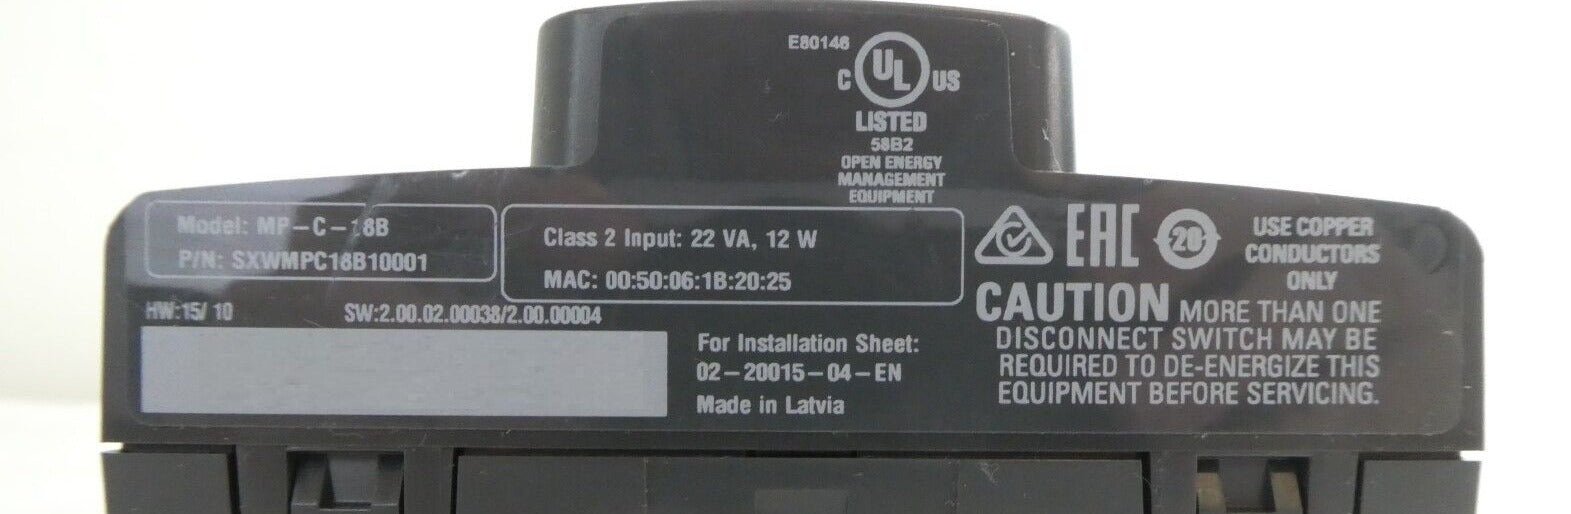 E80146
C UL US
LISTED
58B2
OPEN ENERGY
MANAGEMENT
EQUIPMENT
Model: MP-C-18B
P/N: SXWMPC18B10001
Class 2 Input: 22 VA, 12 W
MAC: 00:50:06:1B:20:25
HW:15/ 10
SW:2.00.02.00038/2.00.00004
For Installation Sheet:
02-20015-04-EN
Made in Latvia
EAC
20
USE COPPER
CONDUCTORS
ONLY
CAUTION MORE THAN ONE
DISCONNECT SWITCH MAY BE
REQUIRED TO DE-ENERGIZE THIS
EQUIPMENT BEFORE SERVICING.